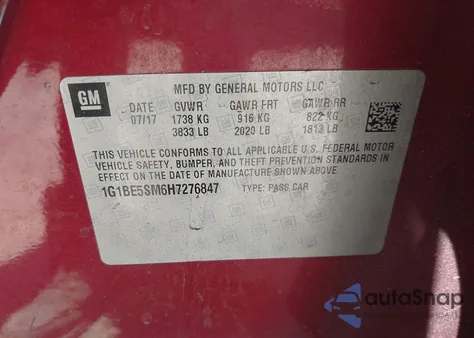 GM
MFD BY GENERAL MOTORS LLC
DATE GVWR GAWR FRT GAWR RR
07/17 1738 KG 916 KG 822 KG
3833 LB 2020 LB 1813 LB
THIS VEHICLE CONFORMS TO ALL APPLICABLE U.S. FEDERAL MOTOR
VEHICLE SAFETY, BUMPER, AND THEFT PREVENTION STANDARDS IN
EFFECT ON THE DATE OF MANUFACTURE SHOWN ABOVE.
1G1BE5SM6H7276847 TYPE: PASS CAR
autoSnap